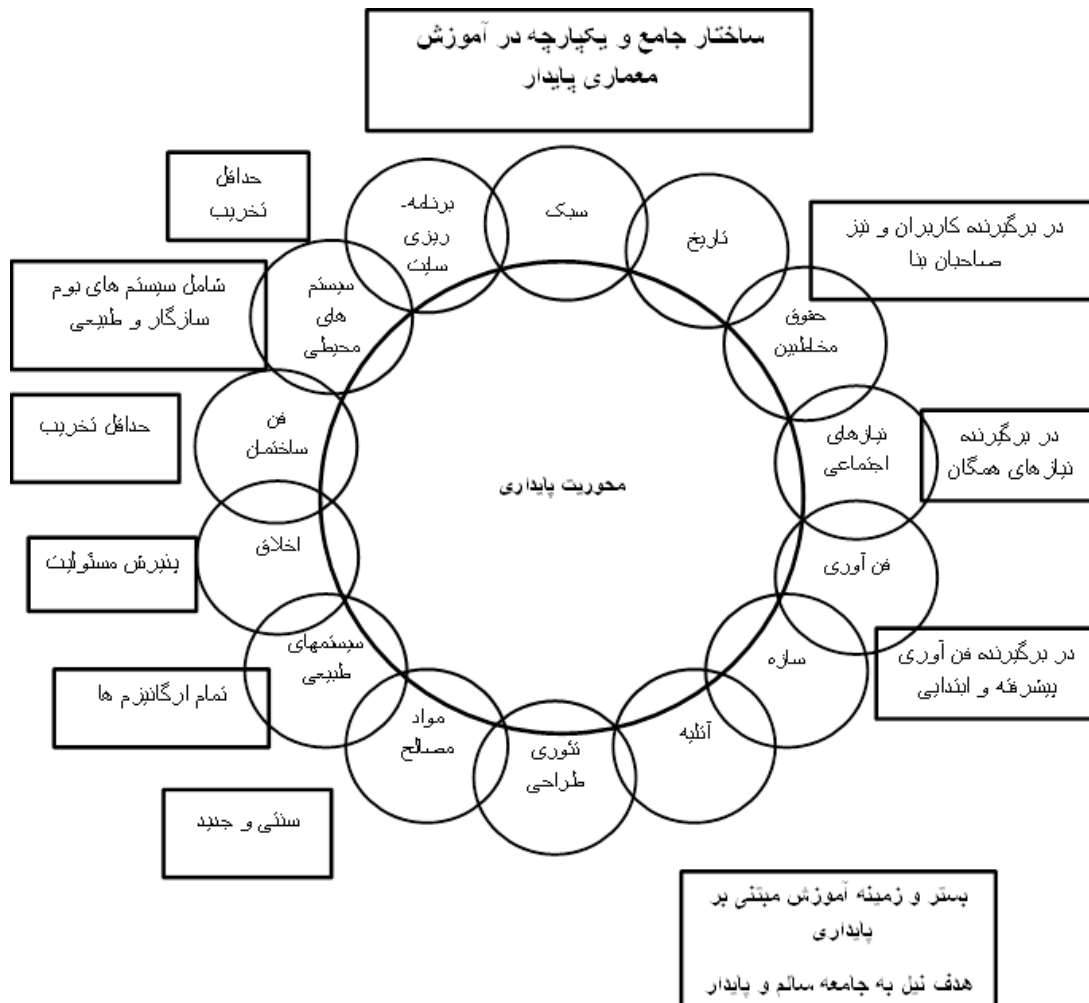 ساختار جامع و یکپارچه در آموزش
معماری پایدار
سبک
تاریخ
برنامه-
ریزی
سایت
حداقل
تخریب
در برگیرنده کاربران و نیز
صاحبان بنا
حقوق
مخاطبین
سیستم
های
محیطی
شامل سیستم های بوم
سازگار و طبیعی
نیازهای
اجتماعی
در برگیرنده
نیازهای همگان
فن
ساختمان
حداقل تخریب
محوریت پایداری
فن آوری
اخلاق
پذیرش مسئولیت
در برگیرنده فن آوری
پیشرفته و ابتدایی
سازه
سیستمهای
طبیعی
تمام ارگانیزم ها
آتلیه
تئوری
طراحی
مواد
مصالح
سنتی و جدید
بستر و زمینه آموزش مبتنی بر
پایداری
هدف نیل به جامعه سالم و پایدار